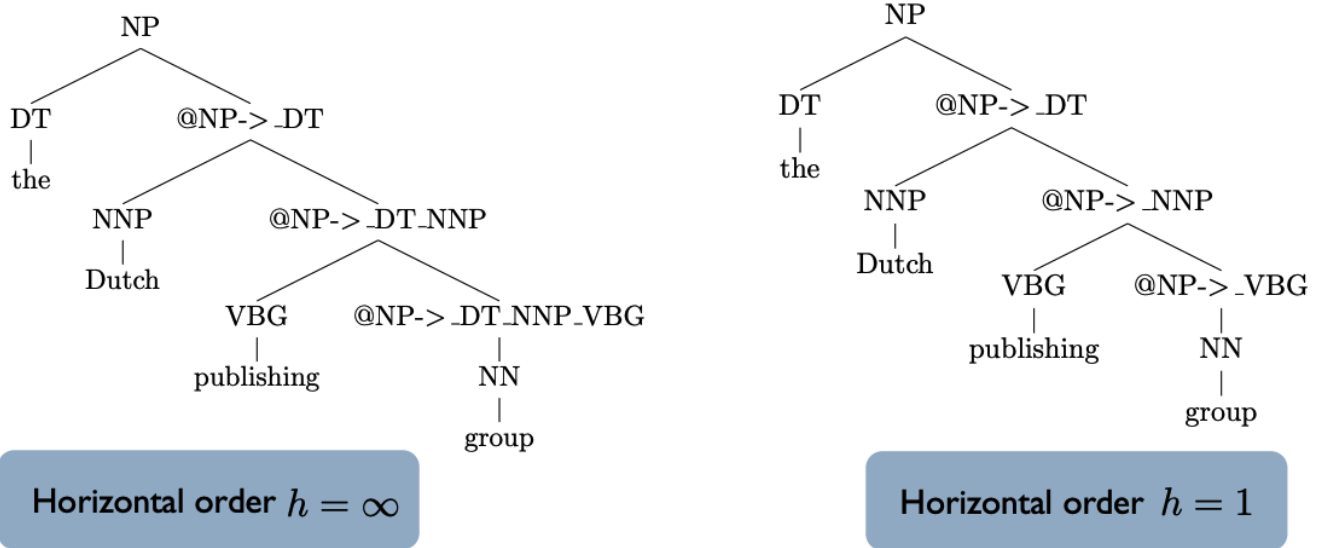 NP
DT @NP-> _DT
the
NNP @NP-> _DT_NNP
Dutch
VBG @NP-> _DT_NNP_VBG
publishing NN
group
Horizontal order h = ∞
NP
DT @NP-> _DT
the
NNP @NP-> _NNP
Dutch
VBG @NP-> _VBG
publishing NN
group
Horizontal order h = 1